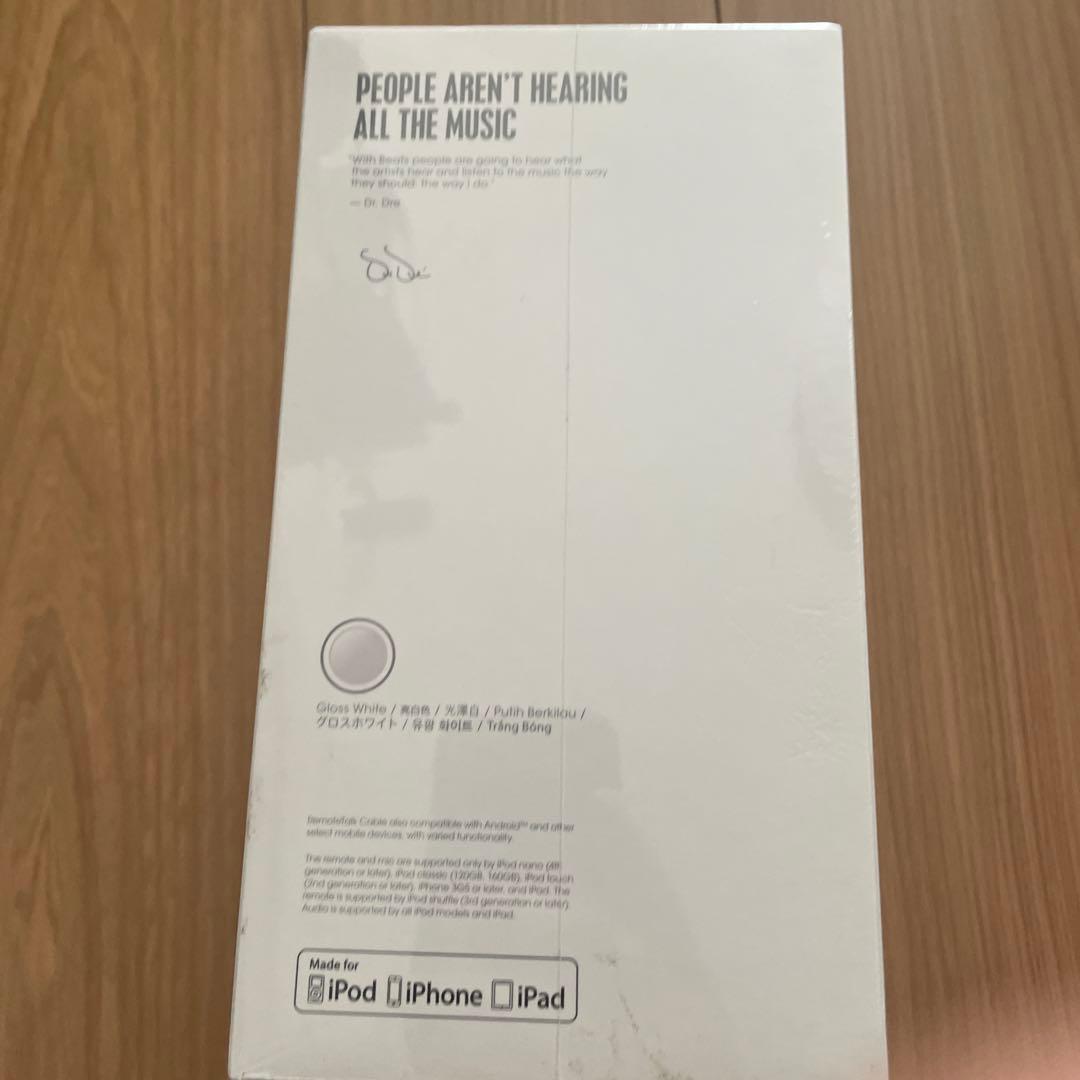 PEOPLE AREN'T HEARING
ALL THE MUSIC
"With Beats people are going to hear what
the artists hear and listen to the music the way
they should: the way I do."
— Dr. Dre
Gloss White / 亮白色 / 光澤白 / Putih Berkilau /
グロスホワイト / 유광 화이트 / Trắng Bóng
RemoteTalk Cable also compatible with Android™ and other
select mobile devices, with varied functionality.
The remote and mic are supported only by iPod nano (4th
generation or later), iPod classic (120GB, 160GB), iPod touch
(2nd generation or later), iPhone 3GS or later, and iPad. The
remote is supported by iPod shuffle (3rd generation or later).
Audio is supported by all iPod models and iPad.
Made for
iPod iPhone iPad